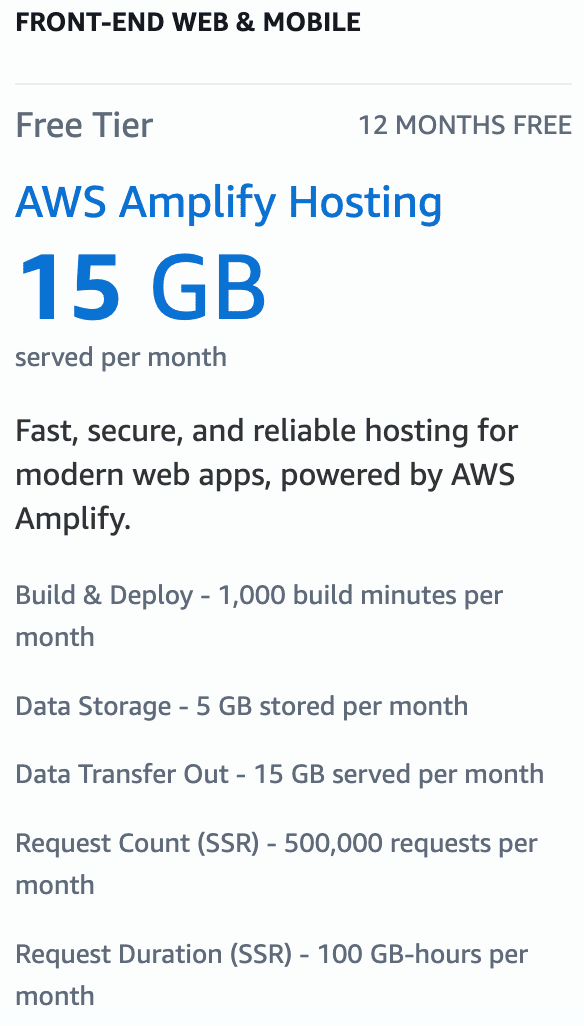 FRONT-END WEB & MOBILE
Free Tier 12 MONTHS FREE
AWS Amplify Hosting
15 GB
served per month
Fast, secure, and reliable hosting for
modern web apps, powered by AWS
Amplify.
Build & Deploy - 1,000 build minutes per
month
Data Storage - 5 GB stored per month
Data Transfer Out - 15 GB served per month
Request Count (SSR) - 500,000 requests per
month
Request Duration (SSR) - 100 GB-hours per
month